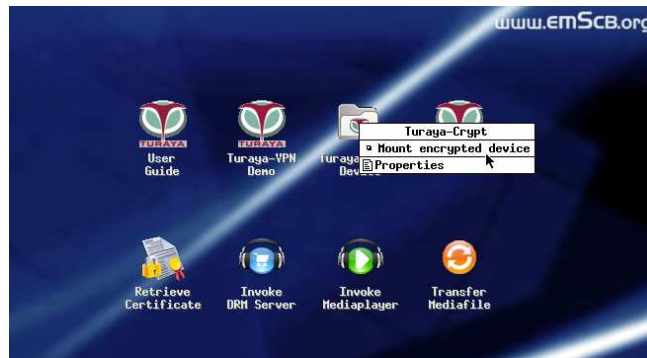 www.emSCB.org
TURAYA
TURAYA
User
Guide
Turaya-VPN
Demo
Turaya
Turaya-Crypt
Mount encrypted device
Properties
Retrieve
Certificate
Invoke
DRM Server
Invoke
Mediaplayer
Transfer
Mediafile